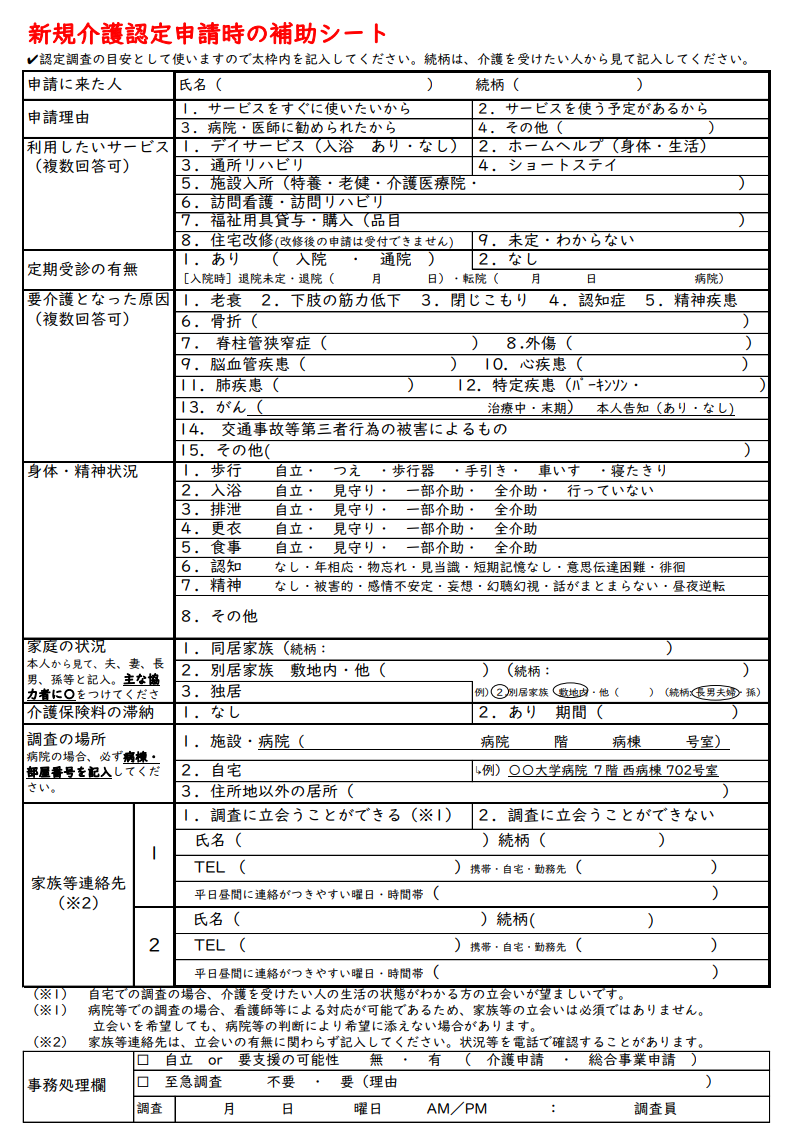 新規介護認定申請時の補助シート
✔認定調査の目安として使いますので太枠内を記入してください。続柄は、介護を受けたい人から見て記入してください。
申請に来た人 氏名（ ） 続柄（ ）
申請理由 1．サービスをすぐに使いたいから 2．サービスを使う予定があるから
3．病院・医師に勧められたから 4．その他（ ）
利用したいサービス（複数回答可） 1．デイサービス（入浴 あり・なし） 2．ホームヘルプ（身体・生活）
3．通所リハビリ 4．ショートステイ
5．施設入所（特養・老健・介護医療院・ ）
6．訪問看護・訪問リハビリ
7．福祉用具貸与・購入（品目 ）
8．住宅改修(改修後の申請は受付できません) 9．未定・わからない
定期受診の有無 1．あり （ 入院 ・ 通院 ） 2．なし
［入院時］退院未定・退院（ 月 日）・転院（ 月 日 病院）
要介護となった原因（複数回答可） 1．老衰 2．下肢の筋力低下 3．閉じこもり 4．認知症 5．精神疾患
6．骨折（ ）
7． 脊柱管狭窄症（ ） 8.外傷（ ）
9．脳血管疾患（ ） 10．心疾患（ ）
11．肺疾患（ ） 12．特定疾患（ﾊﾟｰｷﾝｿﾝ・ ）
13．がん（ 治療中・末期） 本人告知（あり・なし)
14． 交通事故等第三者行為の被害によるもの
15．その他( ）
身体・精神状況 1．歩行 自立・ つえ ・歩行器 ・手引き・ 車いす ・寝たきり
2．入浴 自立・ 見守り・ 一部介助・ 全介助・ 行っていない
3．排泄 自立・ 見守り・ 一部介助・ 全介助
4．更衣 自立・ 見守り・ 一部介助・ 全介助
5．食事 自立・ 見守り・ 一部介助・ 全介助
6．認知 なし・年相応・物忘れ・見当識・短期記憶なし・意思伝達困難・徘徊
7．精神 なし・被害的・感情不安定・妄想・幻聴幻視・話がまとまらない・昼夜逆転
8．その他
家庭の状況
本人から見て、夫、妻、長男、孫等と記入。主な協力者に〇をつけてくださ
1．同居家族（続柄： ）
2．別居家族 敷地内・他（ ） （続柄： ）
3．独居 例）2.別居家族 敷地内・他（ ）（続柄:長男夫婦・孫）
介護保険料の滞納 1．なし 2．あり 期間（ ）
調査の場所
病院の場合、必ず病棟・部屋番号を記入してください。
1．施設・病院（ 病院 階 病棟 号室）
2．自宅 ↳例）〇〇大学病院 7階 西病棟 702号室
3．住所地以外の居所（ ）
家族等連絡先（※2）
1．調査に立会うことができる（※1） 2．調査に立会うことができない
1 氏名（ ）続柄（ ）
TEL （ ）携帯・自宅・勤務先（ ）
平日昼間に連絡がつきやすい曜日・時間帯（ ）
2 氏名（ ）続柄( )
TEL （ ）携帯・自宅・勤務先（ ）
平日昼間に連絡がつきやすい曜日・時間帯（ ）
（※1） 自宅での調査の場合、介護を受けたい人の生活の状態がわかる方の立会いが望ましいです。
（※1） 病院等での調査の場合、看護師等による対応が可能であるため、家族等の立会いは必須ではありません。
立会いを希望しても、病院等の判断により希望に添えない場合があります。
（※2） 家族等連絡先は、立会いの有無に関わらず記入してください。状況等を電話で確認することがあります。
事務処理欄 □ 自立 or 要支援の可能性 無 ・ 有 （ 介護申請 ・ 総合事業申請 ）
□ 至急調査 不要 ・ 要（理由 ）
調査 月 日 曜日 AM／PM ： 調査員